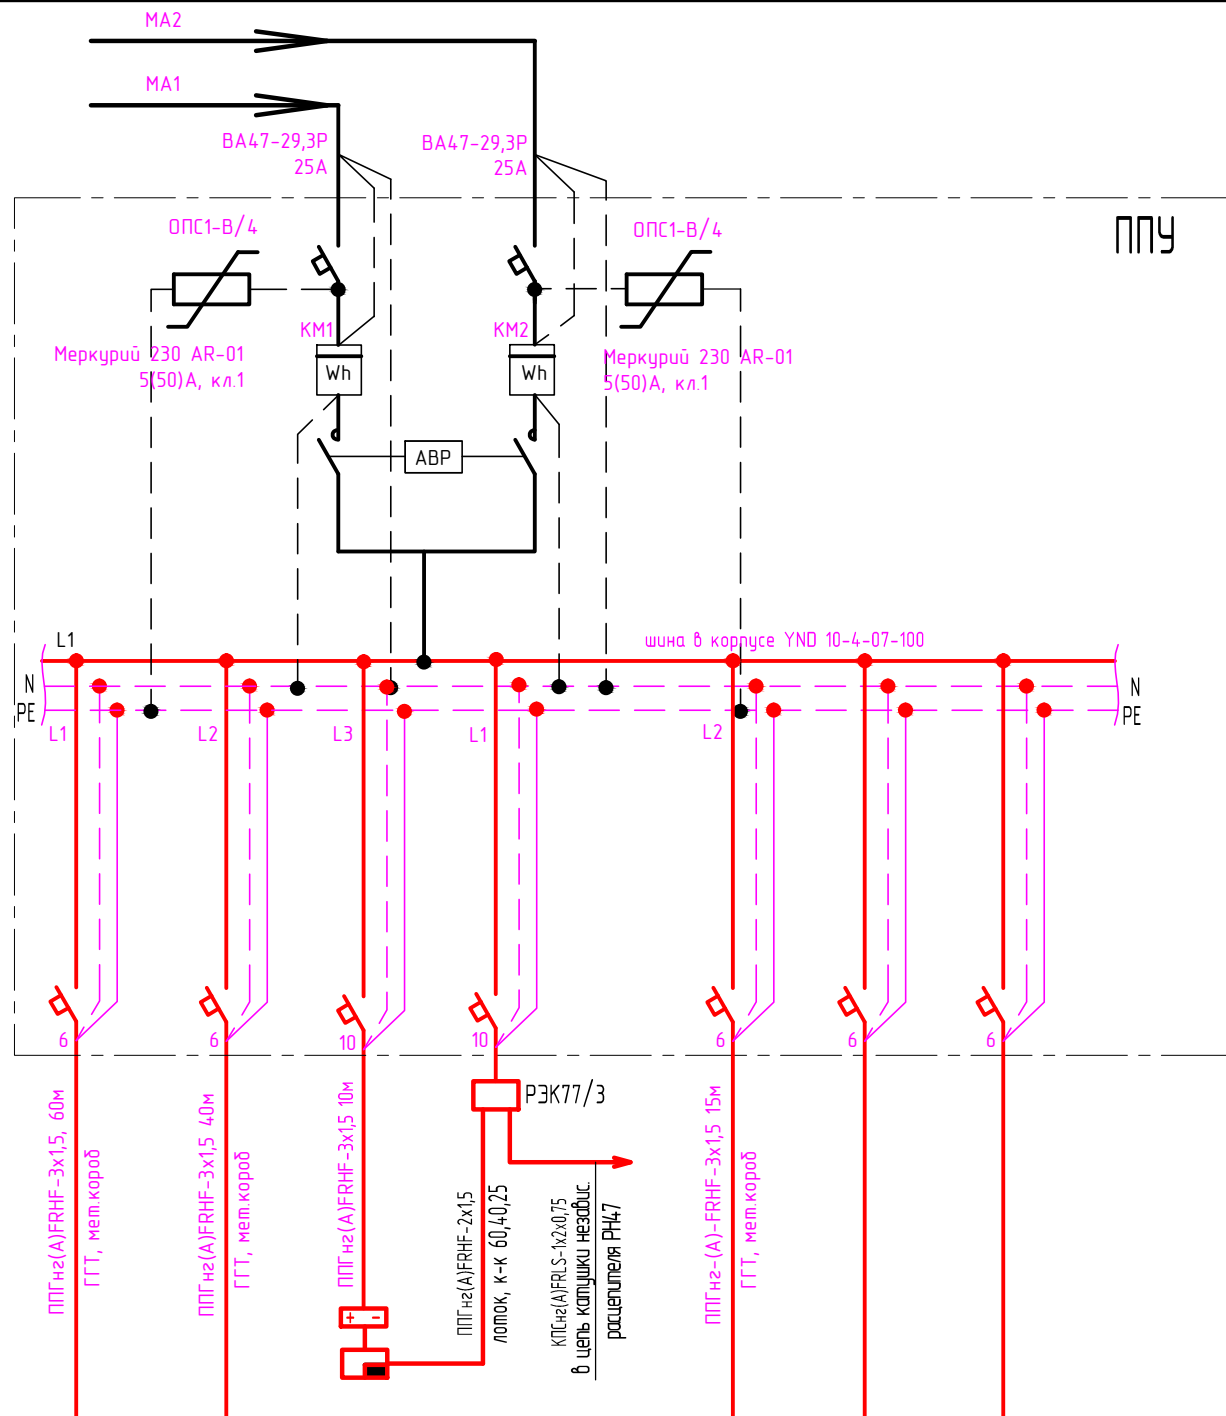 МА2
МА1
ВА47-29,3Р
25А
ВА47-29,3Р
25А
ППУ
ОПС1-В/4
ОПС1-В/4
КМ1
КМ2
Меркурий 230 AR-01
5(50)А, кл.1
Меркурий 230 AR-01
5(50)А, кл.1
Wh
Wh
АВР
L1
шина в корпусе YND 10-4-07-100
N
PE
N
PE
L1
L2
L3
L1
L2
6
6
10
10
6
6
6
РЭК77/3
ППГнг(А)FRHF-3х1,5, 60м
ГГТ, мет.короб
ППГнг(А)FRHF-3х1,5 40м
ГГТ, мет.короб
ППГнг(А)FRHF-3х1,5 10м
ППГнг(А)FRHF-2х1,5
лоток, к-к 60,40,25
КПСнг(А)FRLS-1х2х0,75
в цепь катушки независ.
расцепителя РН47
ППГнг-(А)-FRHF-3х1,5 15м
ГГТ, мет.короб
+ -